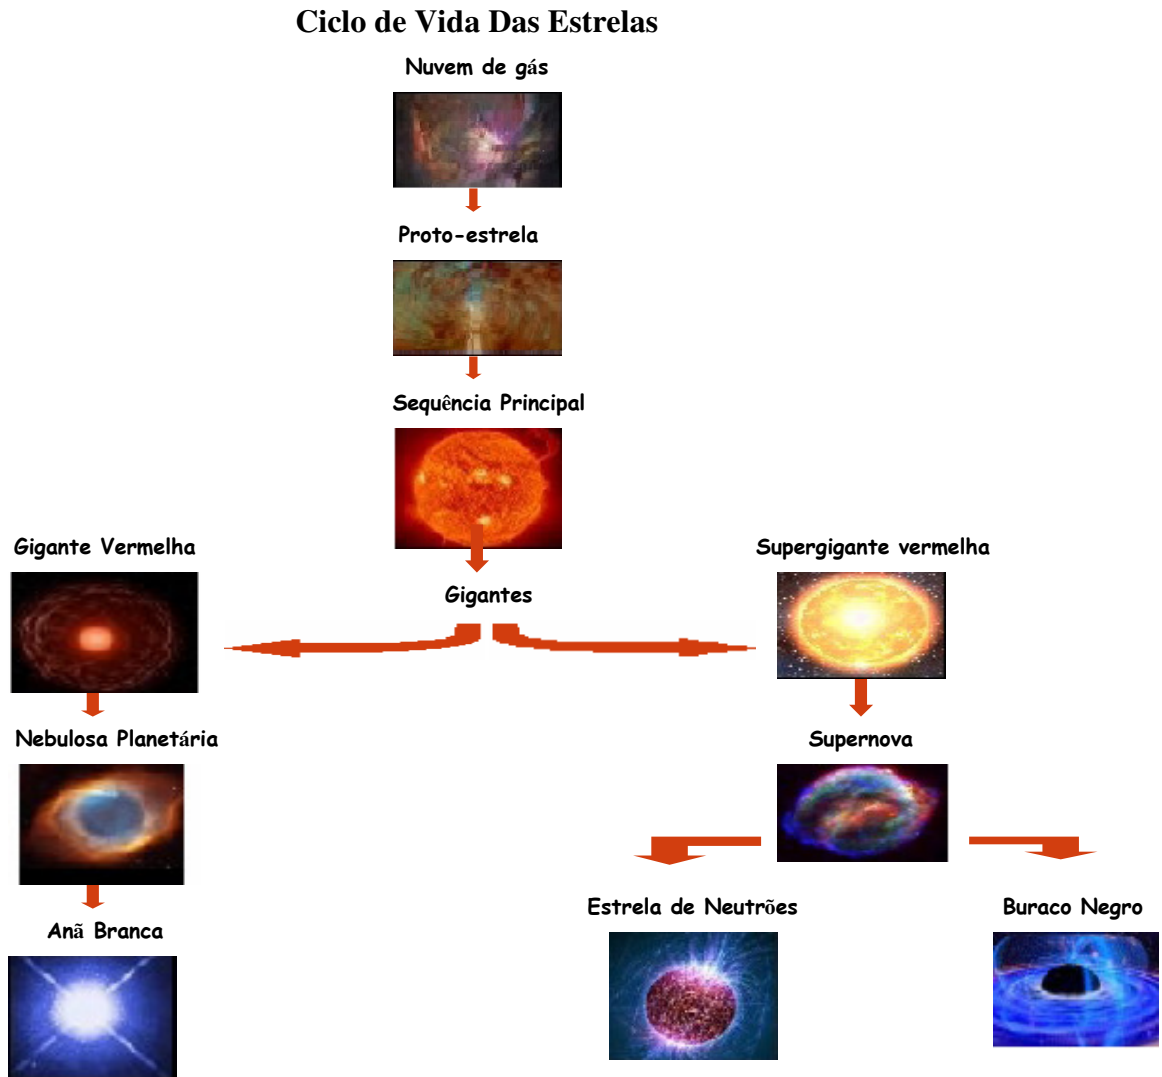 Ciclo de Vida Das Estrelas
Nuvem de gás
Proto-estrela
Sequência Principal
Gigante Vermelha
Supergigante vermelha
Gigantes
Nebulosa Planetária
Supernova
Estrela de Neutrões
Buraco Negro
Anã Branca